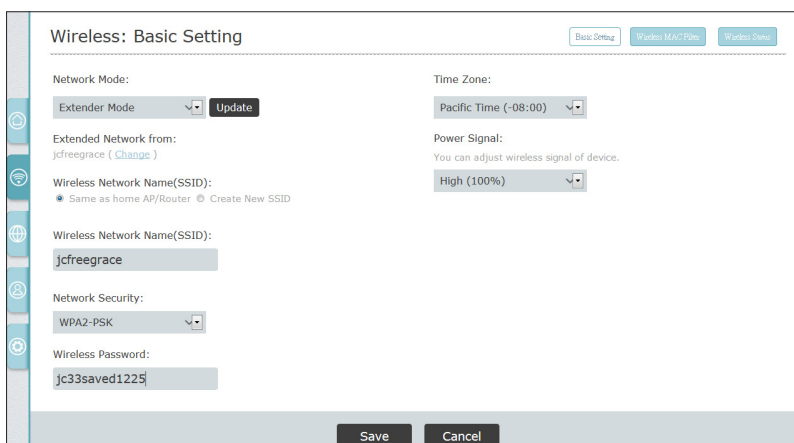 Wireless: Basic Setting
Basic Setting
Wireless MAC Filter
Wireless Status
Network Mode:
Extender Mode
Update
Extended Network from:
jcfreegrace ( Change )
Wireless Network Name(SSID):
Same as home AP/Router Create New SSID
Wireless Network Name(SSID):
jcfreegrace
Network Security:
WPA2-PSK
Wireless Password:
jc33saved1225
Time Zone:
Pacific Time (-08:00)
Power Signal:
You can adjust wireless signal of device.
High (100%)
Save
Cancel